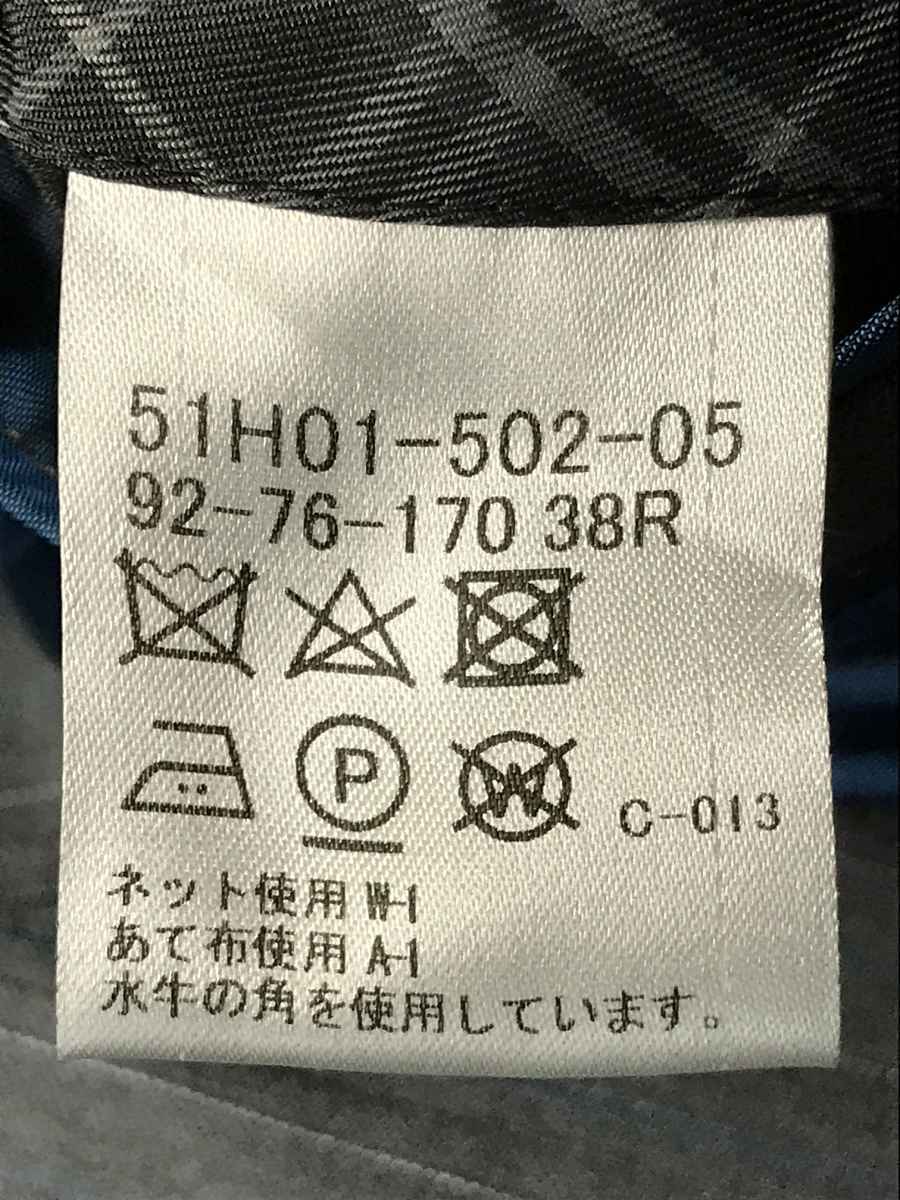 51H01-502-05
92-76-170 38R
P
W
C-013
ネット使用 W-1
あて布使用 A-1
水牛の角を使用しています。